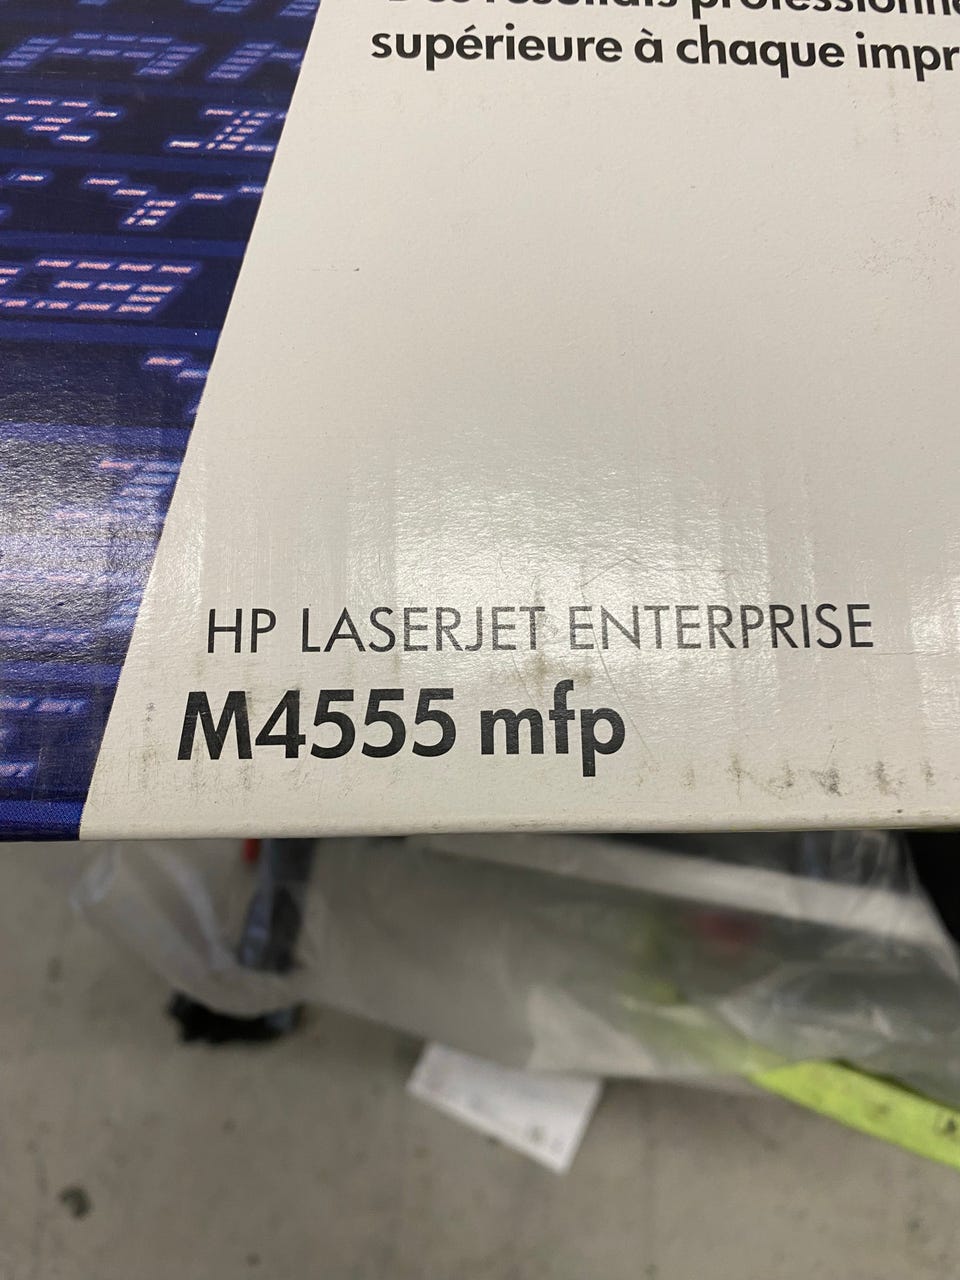 supérieure à chaque impr
HP LASERJET ENTERPRISE
M4555 mfp